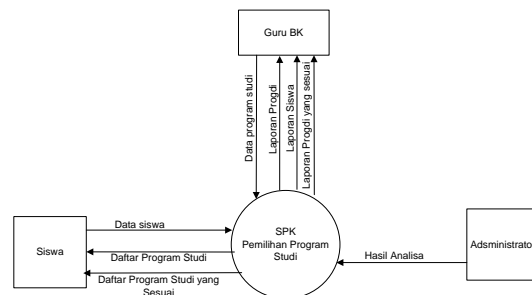 Guru BK
Data program studi
Laporan Progdi
Laporan Siswa
Laporan Progdi yang sesuai
SPK
Pemilihan Program
Studi
Siswa
Data siswa
Daftar Program Studi
Daftar Program Studi yang
Sesuai
Hasil Analisa
Adsministrato